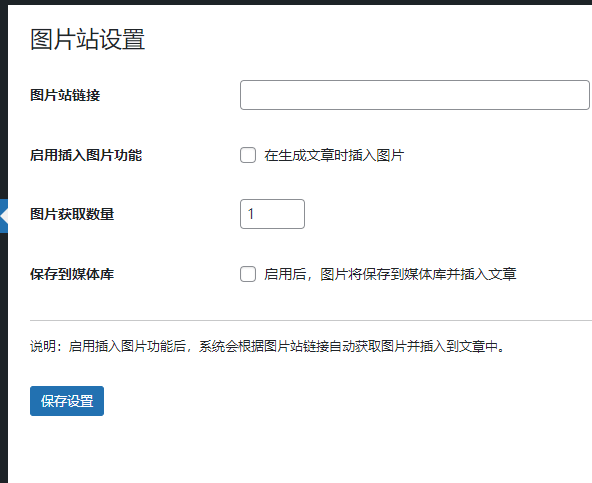 图片站设置
图片站链接
启用插入图片功能 在生成文章时插入图片
图片获取数量 1
保存到媒体库 启用后，图片将保存到媒体库并插入文章
说明：启用插入图片功能后，系统会根据图片站链接自动获取图片并插入到文章中。
保存设置